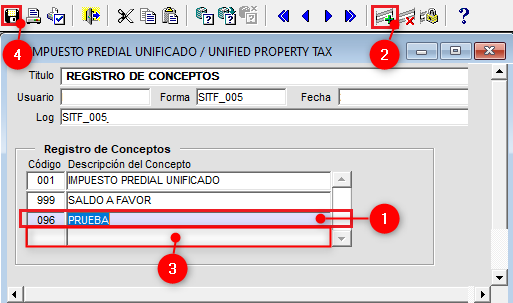 4
2
IMPUESTO PREDIAL UNIFICADO / UNIFIED PROPERTY TAX
Titulo REGISTRO DE CONCEPTOS
Usuario Forma SITF_005 Fecha
Log SITF_005
Registro de Conceptos
Código Descripción del Concepto
001 IMPUESTO PREDIAL UNIFICADO
999 SALDO A FAVOR
096 PRUEBA 1
3